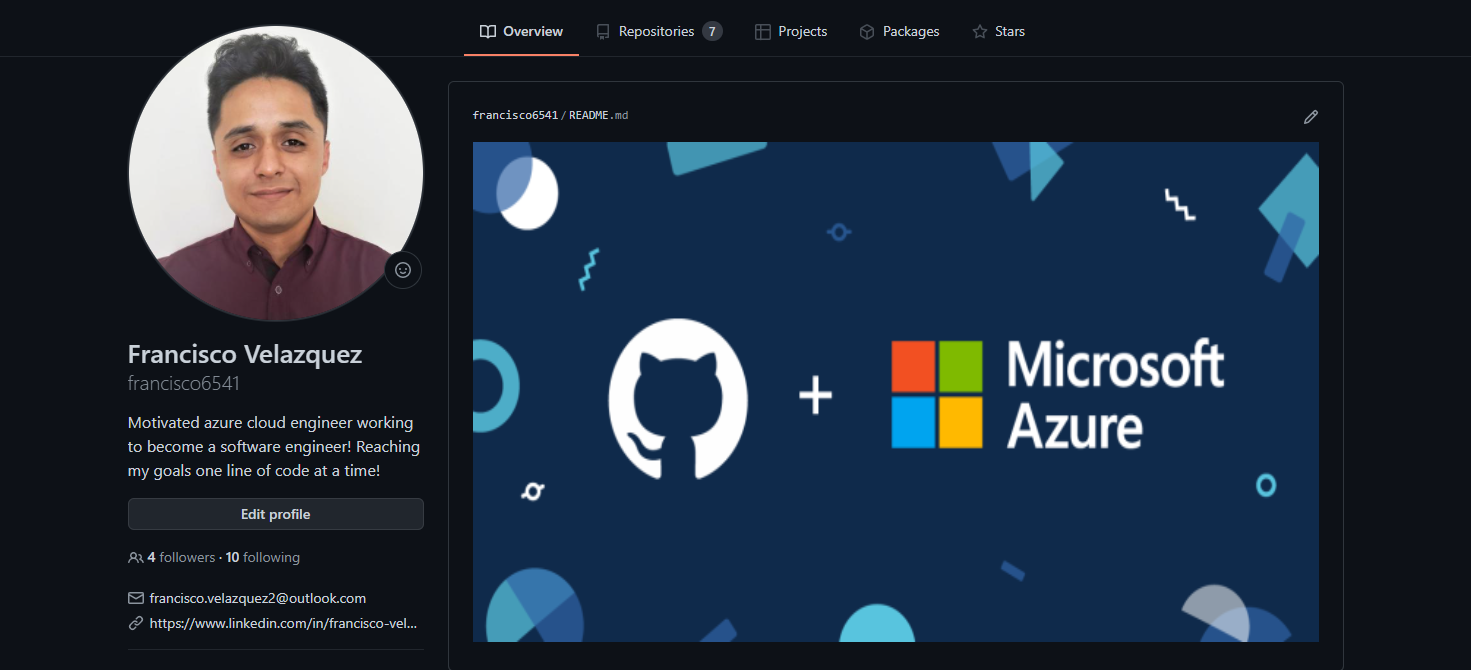 Overview
Repositories 7
Projects
Packages
Stars
francisco6541/README.md
Microsoft
Azure
Francisco Velazquez
francisco6541
Motivated azure cloud engineer working
to become a software engineer! Reaching
my goals one line of code at a time!
Edit profile
4 followers · 10 following
francisco.velazquez2@outlook.com
https://www.linkedin.com/in/francisco-vel...